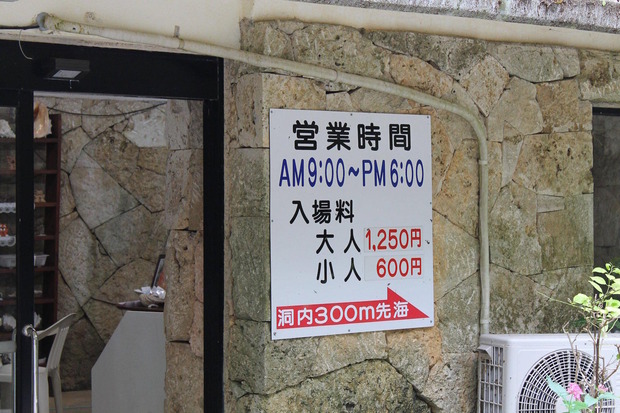 営業時間
AM9:00~PM6:00
入場料
大人 1,250円
小人 600円
洞内300m先海